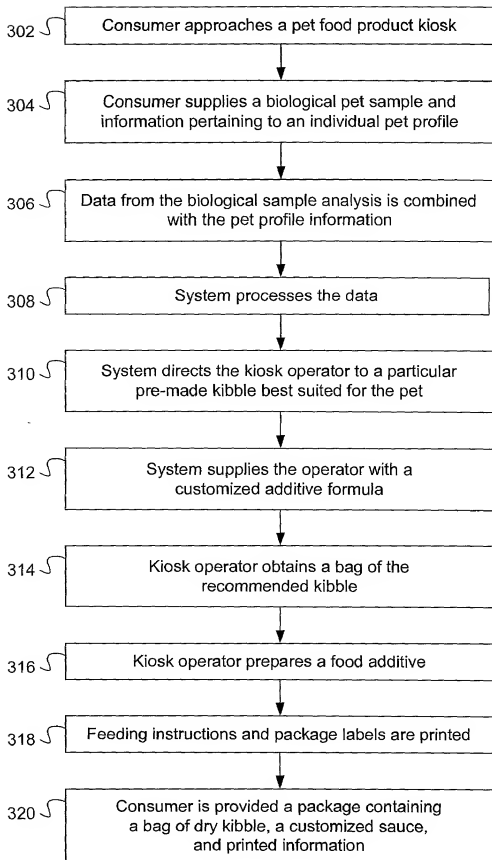 302
Consumer approaches a pet food product kiosk
304
Consumer supplies a biological pet sample and
information pertaining to an individual pet profile
306
Data from the biological sample analysis is combined
with the pet profile information
308
System processes the data
310
System directs the kiosk operator to a particular
pre-made kibble best suited for the pet
312
System supplies the operator with a
customized additive formula
314
Kiosk operator obtains a bag of the
recommended kibble
316
Kiosk operator prepares a food additive
318
Feeding instructions and package labels are printed
320
Consumer is provided a package containing
a bag of dry kibble, a customized sauce,
and printed information